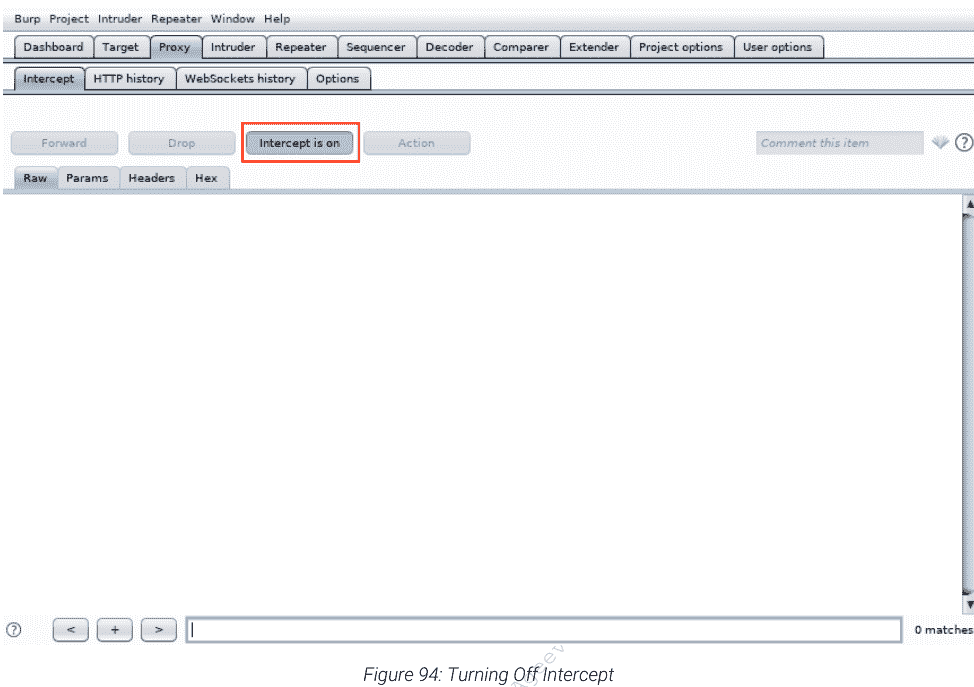 Burp Project Intruder Repeater Window Help
Dashboard Target Proxy Intruder Repeater Sequencer Decoder Comparer Extender Project options User options
Intercept HTTP history WebSockets history Options
Forward Drop Intercept is on Action Comment this item ?
Raw Params Headers Hex
? < + > 0 matches
Figure 94: Turning Off Intercept